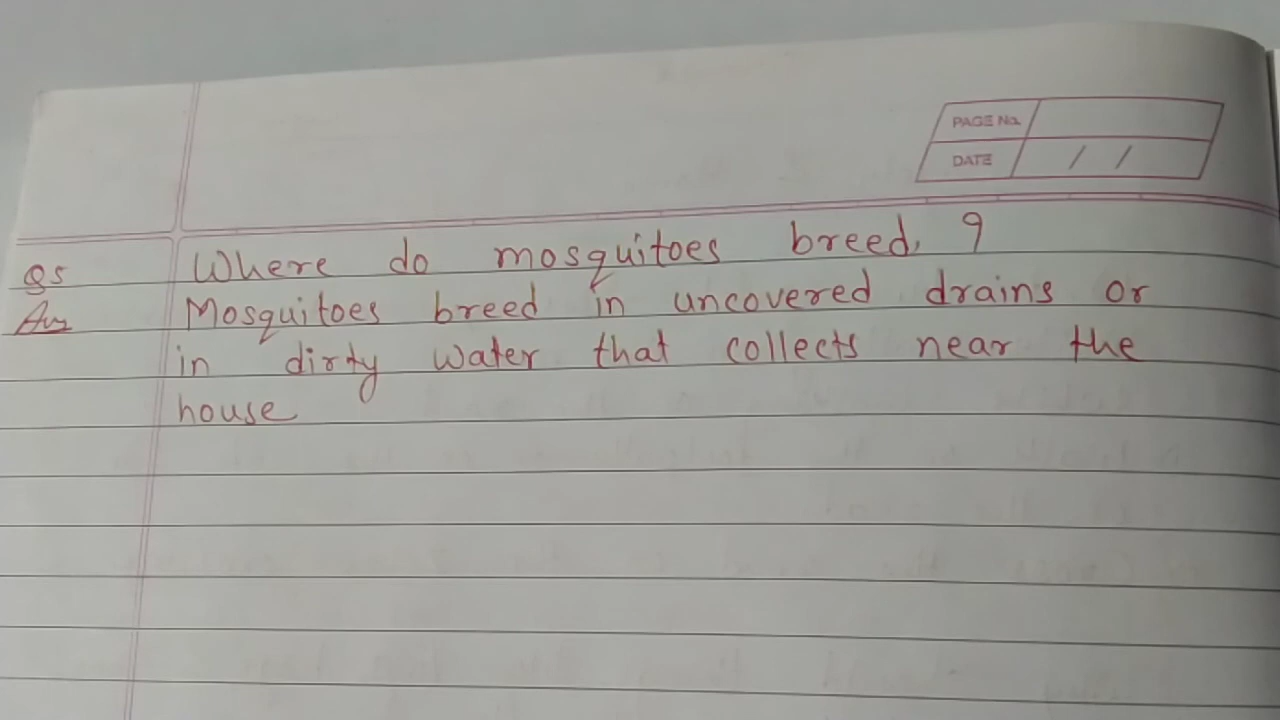 PAGE No.
DATE / /
Q5 Where do mosquitoes breed, ?
Ans Mosquitoes breed in uncovered drains or
in dirty water that collects near the
house